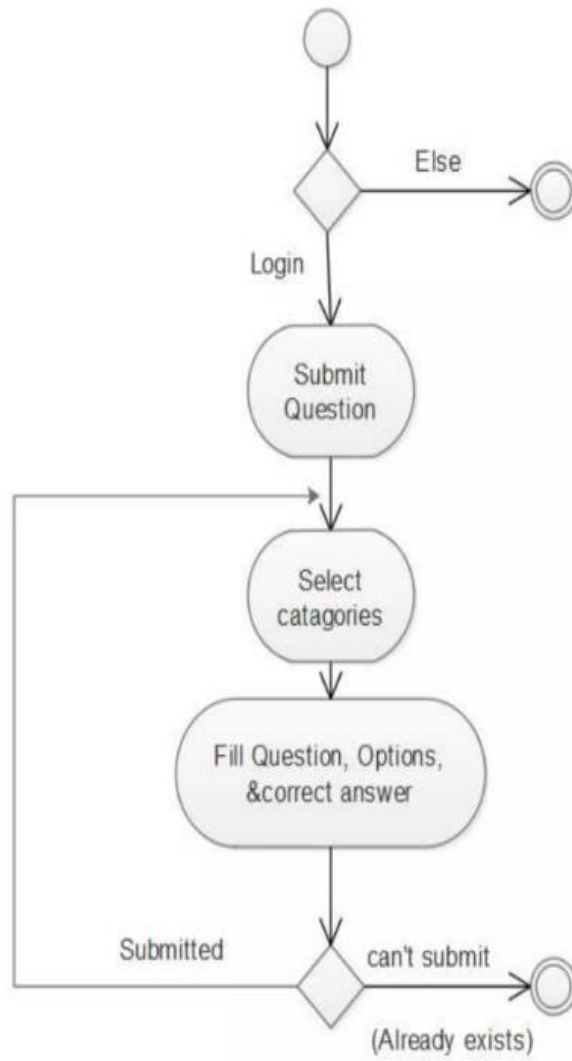 Else
Login
Submit
Question
Select
catagories
Fill Question, Options,
&correct answer
Submitted
can't submit
(Already exists)